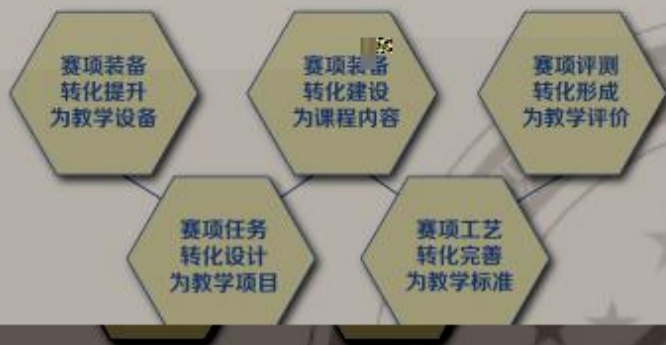 赛项装备
转化提升
为教学设备
赛项装备
转化建设
为课程内容
赛项评测
转化形成
为教学评价
赛项任务
转化设计
为教学项目
赛项工艺
转化完善
为教学标准